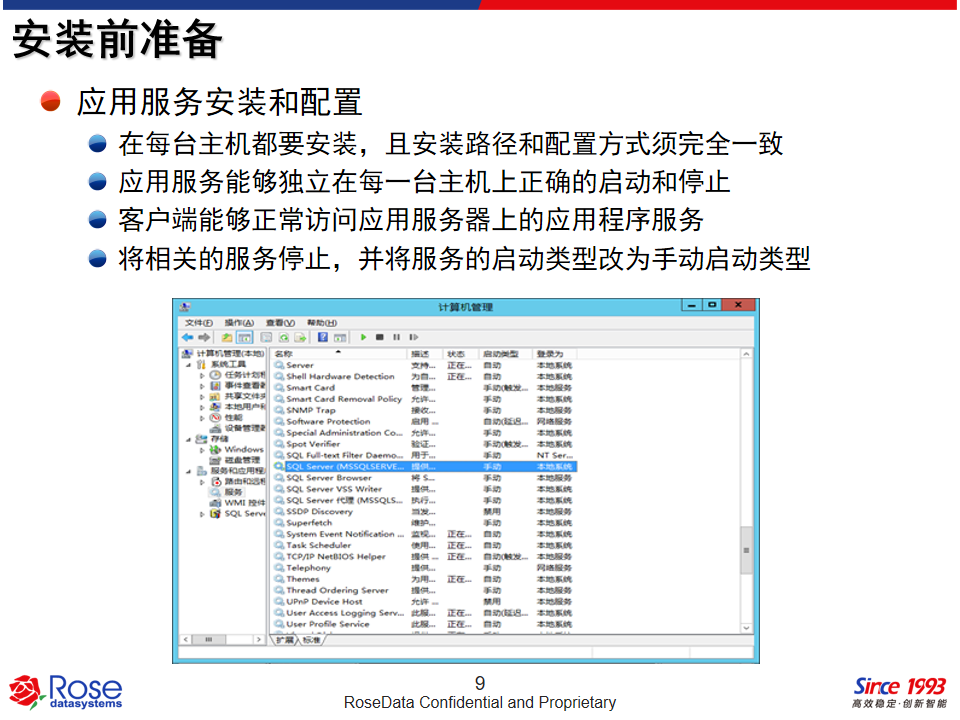 安装前准备
应用服务安装和配置
在每台主机都要安装，且安装路径和配置方式须完全一致
应用服务能够独立在每一台主机上正确的启动和停止
客户端能够正常访问应用服务器上的应用程序服务
将相关的服务停止，并将服务的启动类型改为手动启动类型
计算机管理
文件(F) 操作(A) 查看(V) 帮助(H)
计算机管理(本地)
系统工具
任务计划程
事件查看器
共享文件夹
本地用户和
性能
设备管理器
存储
Windows
磁盘管理
服务和应用程
路由和远程
服务
WMI 控件
SQL Serve
名称 描述 状态 启动类型 登录为
Server 支持... 正在... 自动 本地系统
Shell Hardware Detection 为自... 正在... 自动 本地系统
Smart Card 管理... 手动(触发... 本地服务
Smart Card Removal Policy 允许... 手动 本地系统
SNMP Trap 接收... 手动 本地服务
Software Protection 启用 ... 自动(延迟... 网络服务
Special Administration Co... 允许... 手动 本地系统
Spot Verifier 验证... 手动(触发... 本地系统
SQL Full-text Filter Daemo... 用于... 手动 NT Ser...
SQL Server (MSSQLSERVE... 提供... 手动 本地系统
SQL Server Browser 将 S... 手动 本地服务
SQL Server VSS Writer 提供... 手动 本地系统
SQL Server 代理 (MSSQLS... 执行... 手动 本地系统
SSDP Discovery 当发... 禁用 本地服务
Superfetch 维护... 手动 本地系统
System Event Notification ... 监视... 正在... 自动 本地系统
Task Scheduler 使用... 正在... 自动 本地系统
TCP/IP NetBIOS Helper 提供 ... 正在... 自动(触发... 本地服务
Telephony 提供... 手动 网络服务
Themes 为用... 正在... 自动 本地系统
Thread Ordering Server 提供... 手动 本地服务
UPnP Device Host 允许 ... 禁用 本地服务
User Access Logging Serv... 此服... 正在... 自动(延迟... 本地系统
User Profile Service 此服... 正在... 自动 本地系统
扩展 标准
Rose
datasystems
9
RoseData Confidential and Proprietary
Since 1993
高效稳定·创新智能